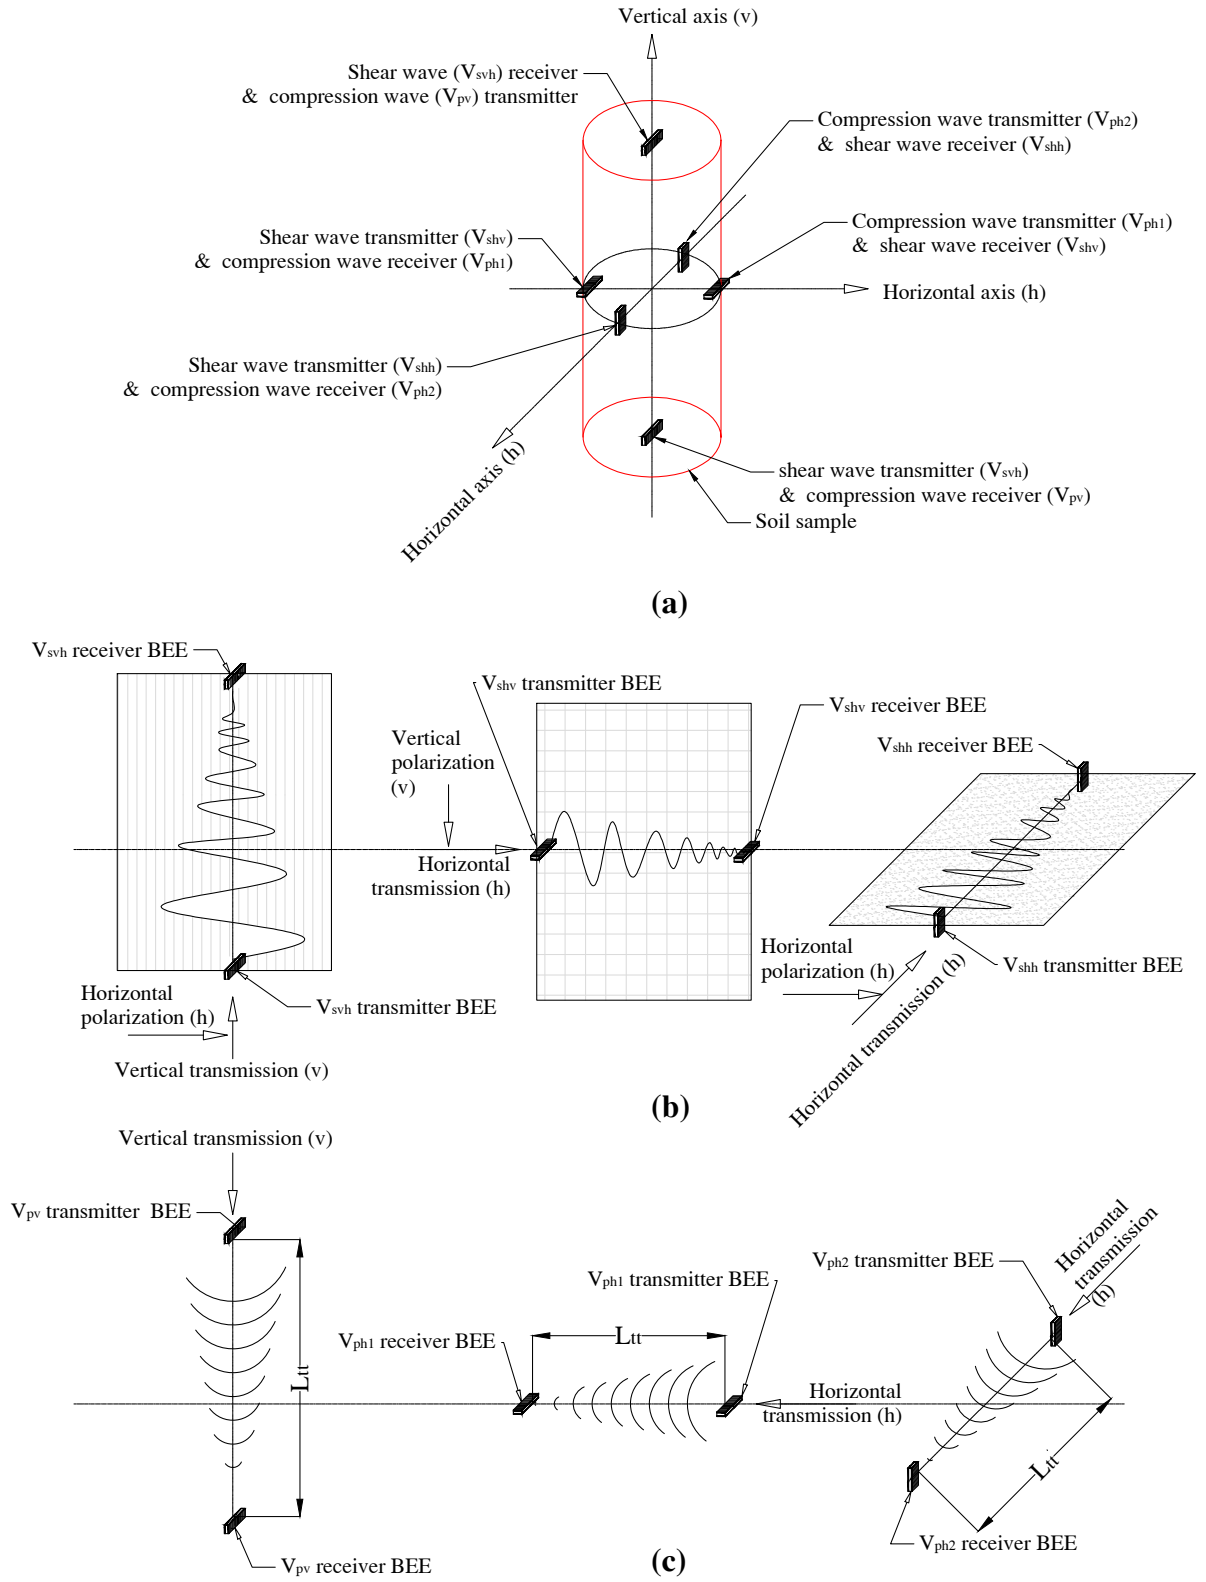 Vertical axis (v)
Shear wave (Vsvh) receiver
& compression wave (Vpv) transmitter
Compression wave transmitter (Vph2)
& shear wave receiver (Vshh)
Shear wave transmitter (Vshv)
& compression wave receiver (Vph1)
Compression wave transmitter (Vph1)
& shear wave receiver (Vshv)
Horizontal axis (h)
Shear wave transmitter (Vshh)
& compression wave receiver (Vph2)
Horizontal axis (h)
shear wave transmitter (Vsvh)
& compression wave receiver (Vpv)
Soil sample
(a)
Vsvh receiver BEE
Vshv transmitter BEE
Vshv receiver BEE
Vertical
polarization
(v)
Vshh receiver BEE
Horizontal
transmission (h)
Horizontal
polarization (h)
Vshh transmitter BEE
Horizontal
polarization (h)
Vsvh transmitter BEE
Vertical transmission (v)
Horizontal transmission (h)
(b)
Vertical transmission (v)
Vpv transmitter BEE
Ltt
Vph1 transmitter BEE
Vph1 receiver BEE
Ltt
Horizontal
transmission (h)
Vph2 transmitter BEE
Horizontal
transmission
(h)
Ltt
Vph2 receiver BEE
Vpv receiver BEE
(c)